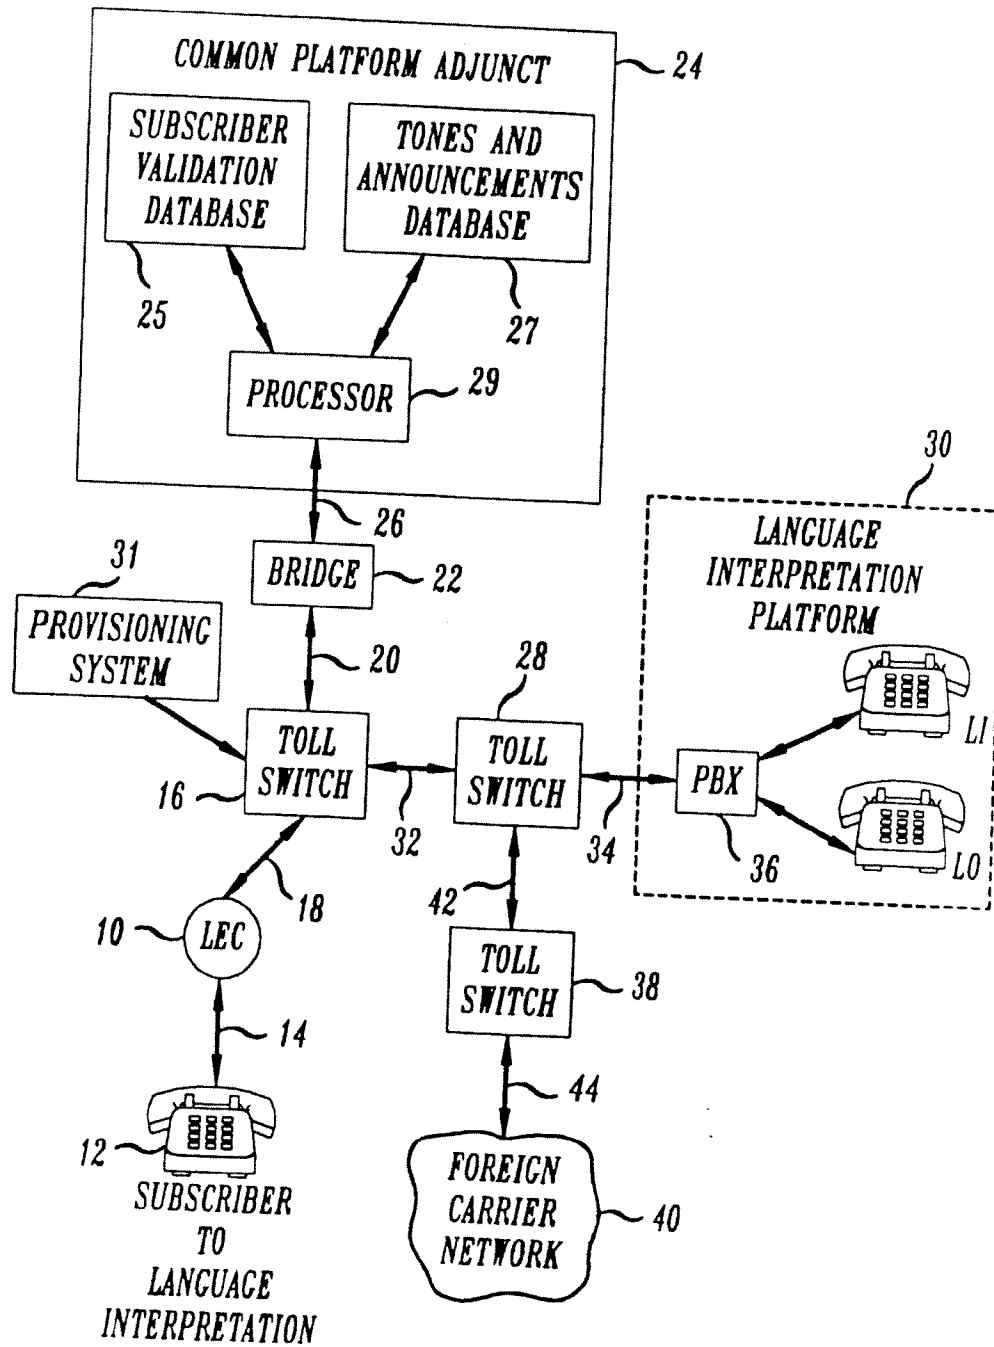 COMMON PLATFORM ADJUNCT
24
SUBSCRIBER
VALIDATION
DATABASE
TONES AND
ANNOUNCEMENTS
DATABASE
25
27
PROCESSOR
29
26
30
LANGUAGE
INTERPRETATION
PLATFORM
31
BRIDGE
22
PROVISIONING
SYSTEM
20
28
TOLL
SWITCH
16
TOLL
SWITCH
32
34
PBX
36
LI
LO
18
42
10
LEC
TOLL
SWITCH
38
14
44
12
SUBSCRIBER
TO
LANGUAGE
INTERPRETATION
FOREIGN
CARRIER
NETWORK
40